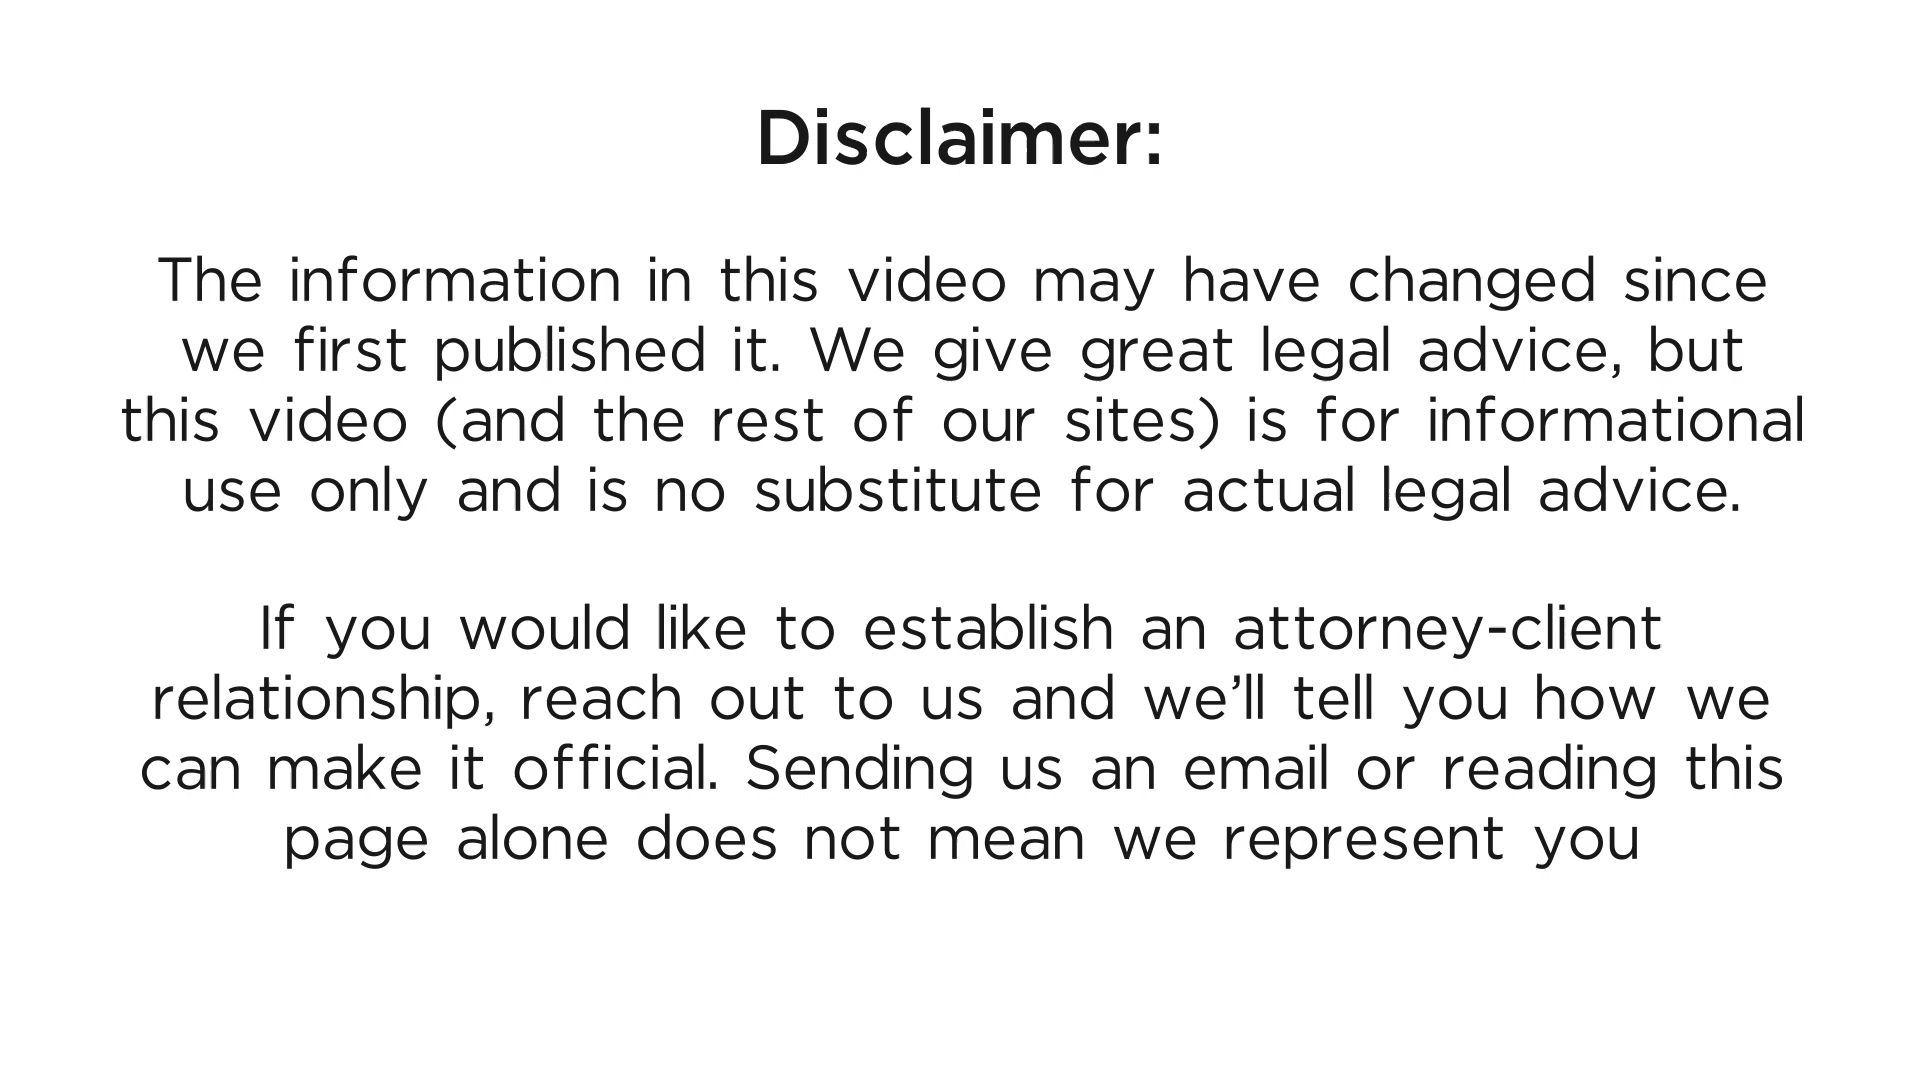 Disclaimer:
The information in this video may have changed since
we first published it. We give great legal advice, but
this video (and the rest of our sites) is for informational
use only and is no substitute for actual legal advice.
If you would like to establish an attorney-client
relationship, reach out to us and we’ll tell you how we
can make it official. Sending us an email or reading this
page alone does not mean we represent you